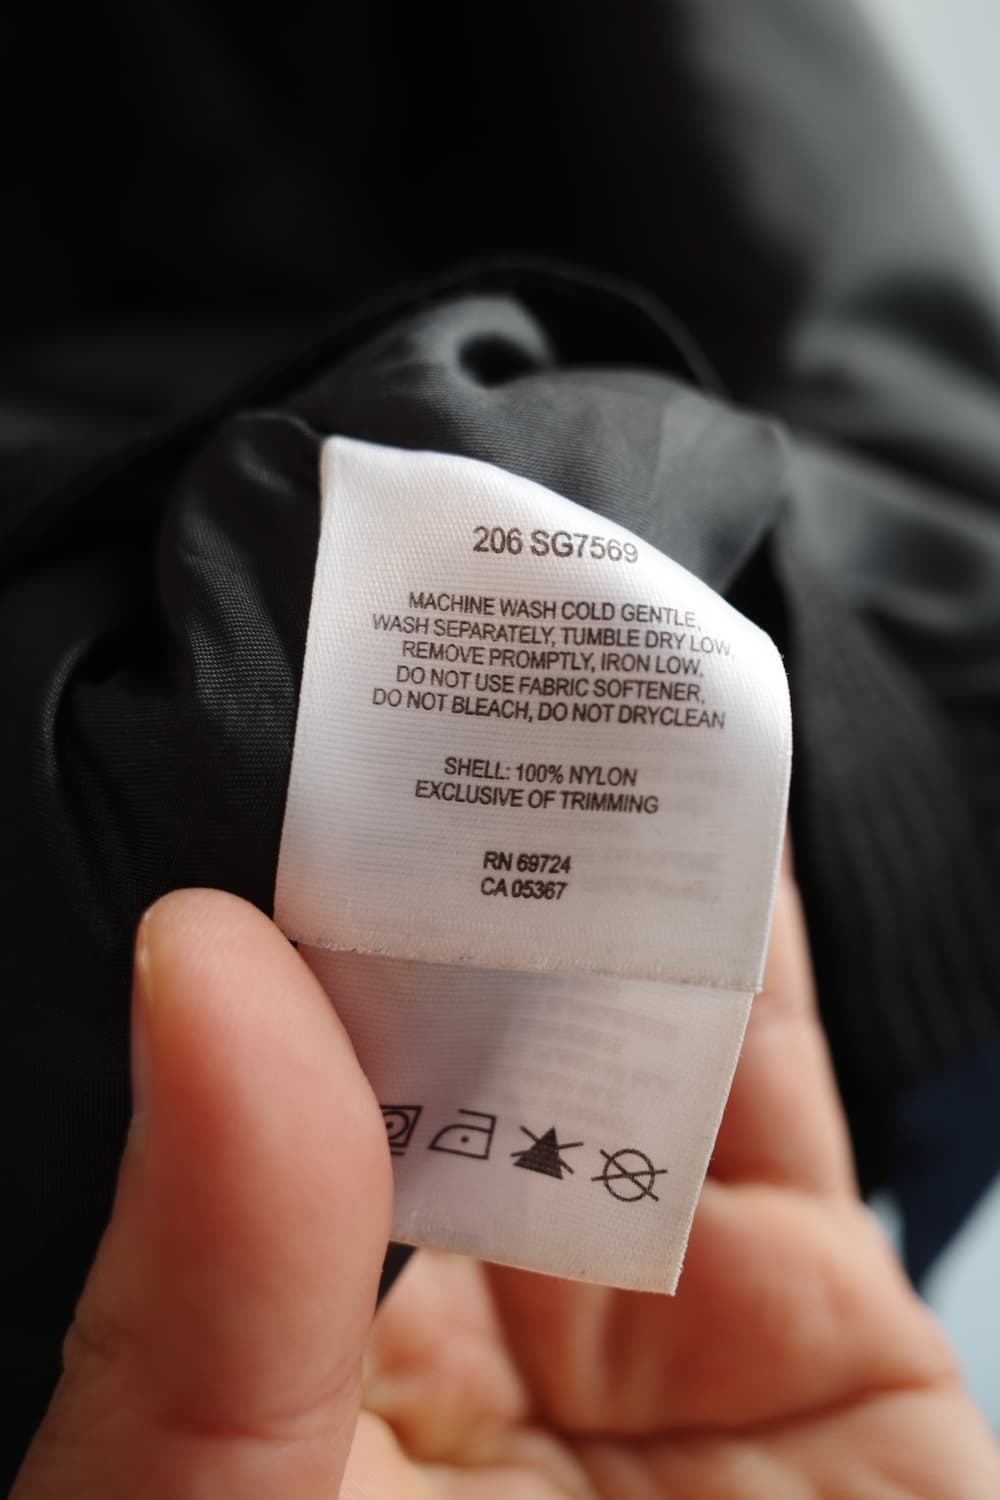 206 SG7569
MACHINE WASH COLD GENTLE,
WASH SEPARATELY, TUMBLE DRY LOW,
REMOVE PROMPTLY, IRON LOW,
DO NOT USE FABRIC SOFTENER,
DO NOT BLEACH, DO NOT DRYCLEAN
SHELL: 100% NYLON
EXCLUSIVE OF TRIMMING
RN 69724
CA 05367